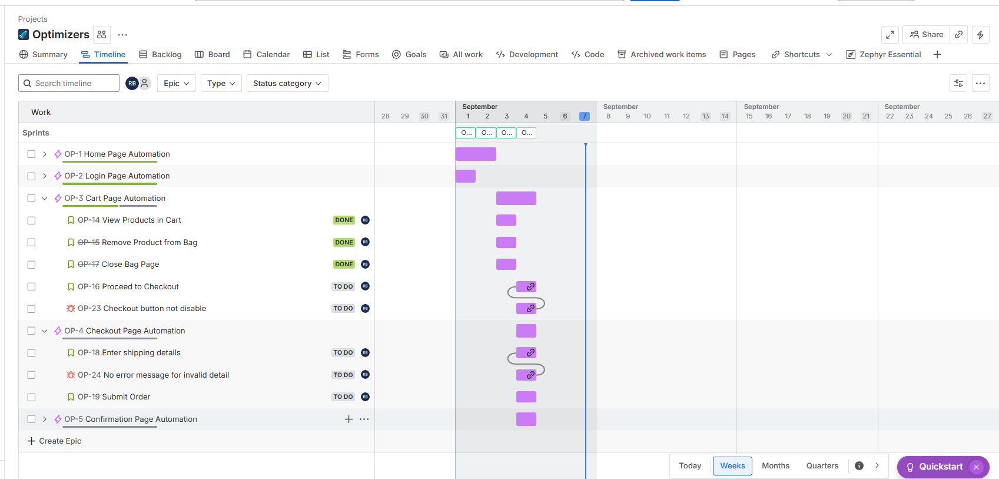 Projects
Optimizers
Share
Summary Timeline Backlog Board Calendar List Forms Goals All work Development Code Archived work items Pages Shortcuts Zephyr Essential
Search timeline RB Epic Type Status category
Work
September September September September
28 29 30 31 1 2 3 4 5 6 7 8 9 10 11 12 13 14 15 16 17 18 19 20 21 22 23 24 25 26 27
Sprints O... O... O... O...
OP-1 Home Page Automation
OP-2 Login Page Automation
OP-3 Cart Page Automation
OP-14 View Products in Cart DONE RB
OP-15 Remove Product from Bag DONE RB
OP-17 Close Bag Page DONE RB
OP-16 Proceed to Checkout TO DO RB
OP-23 Checkout button not disable TO DO RB
OP-4 Checkout Page Automation
OP-18 Enter shipping details TO DO RB
OP-24 No error message for invalid detail TO DO RB
OP-19 Submit Order TO DO RB
OP-5 Confirmation Page Automation
Create Epic
Today Weeks Months Quarters Quickstart